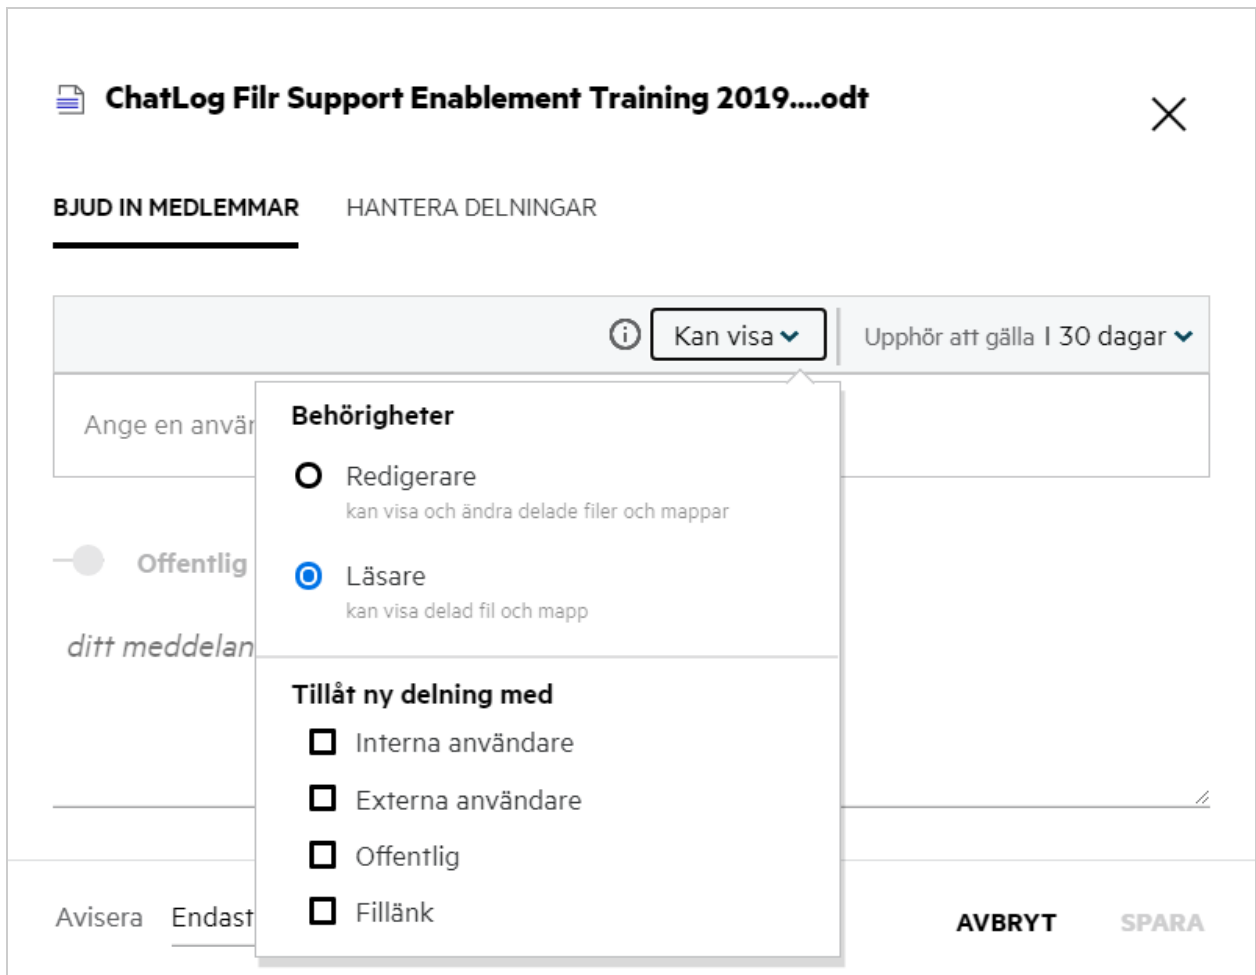 ChatLog Filr Support Enablement Training 2019....odt
BJUD IN MEDLEMMAR HANTERA DELNINGAR
Kan visa Upphör att gälla I 30 dagar
Ange en
Behörigheter
Redigerare
kan visa och ändra delade filer och mappar
Läsare
kan visa delad fil och mapp
Offentlig
ditt
Tillåt ny delning med
Interna användare
Externa användare
Offentlig
Fillänk
Avisera Endast
AVBRYT SPARA